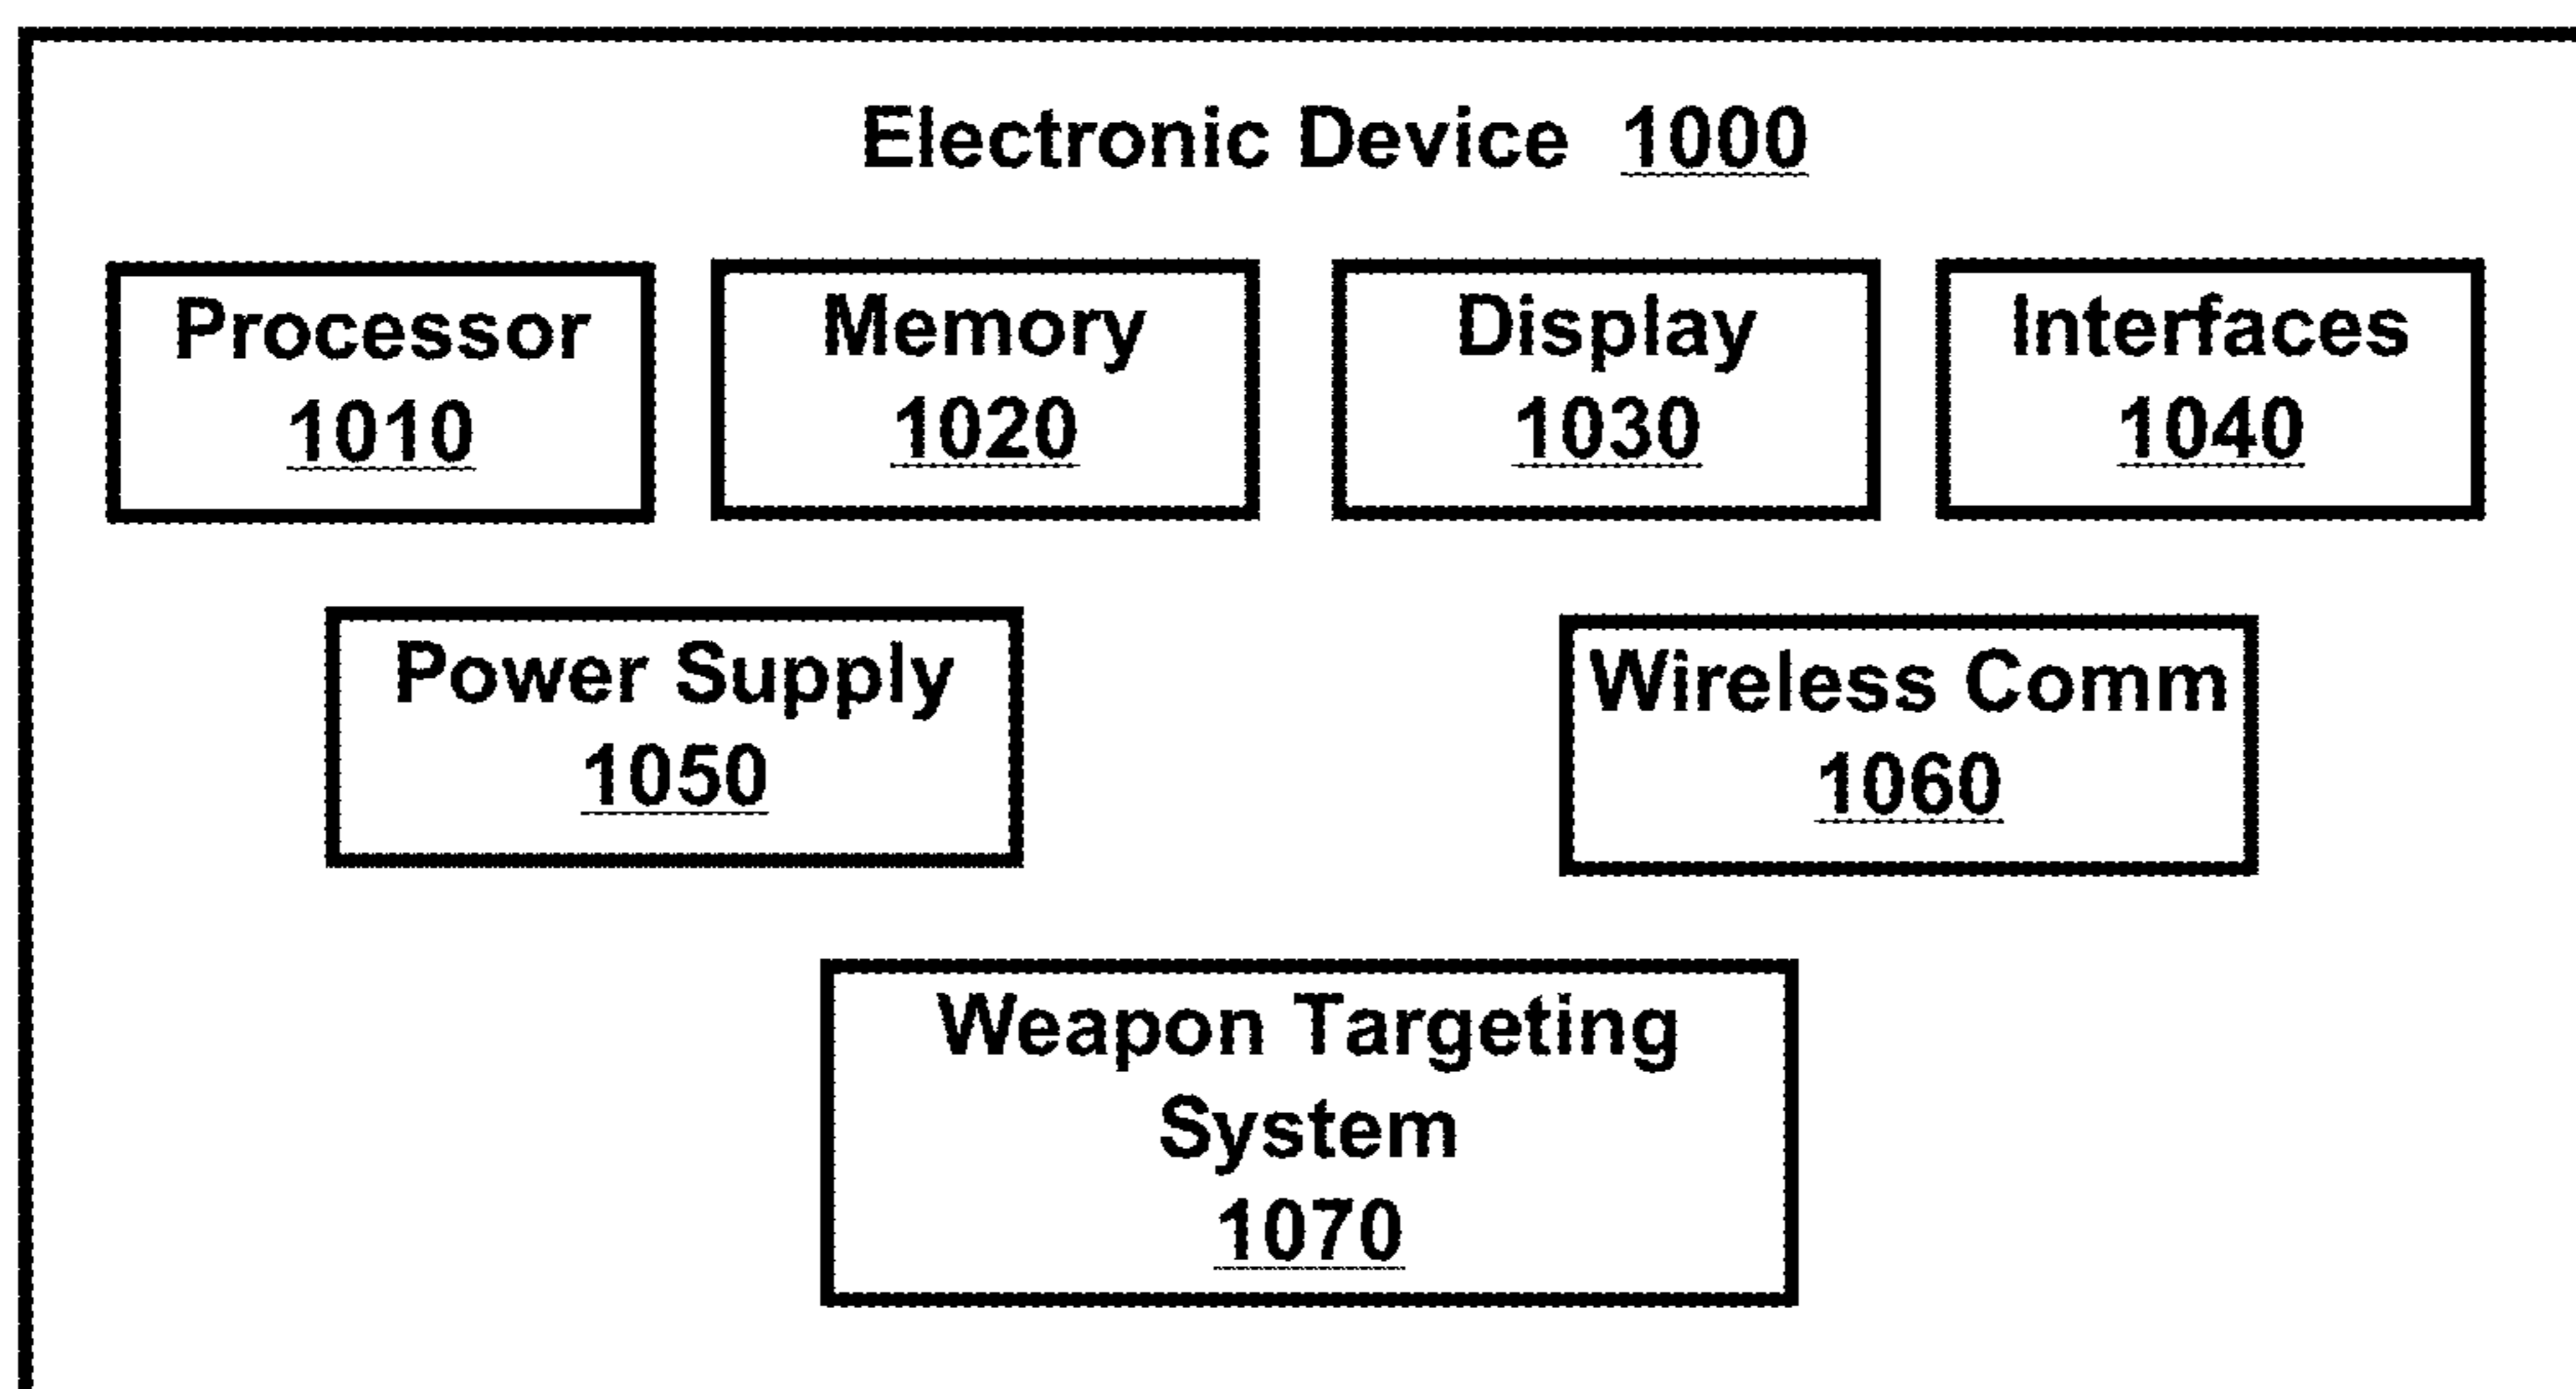 Electronic Device 1000
Processor
1010
Memory
1020
Display
1030
Interfaces
1040
Power Supply
1050
Wireless Comm
1060
Weapon Targeting
System
1070